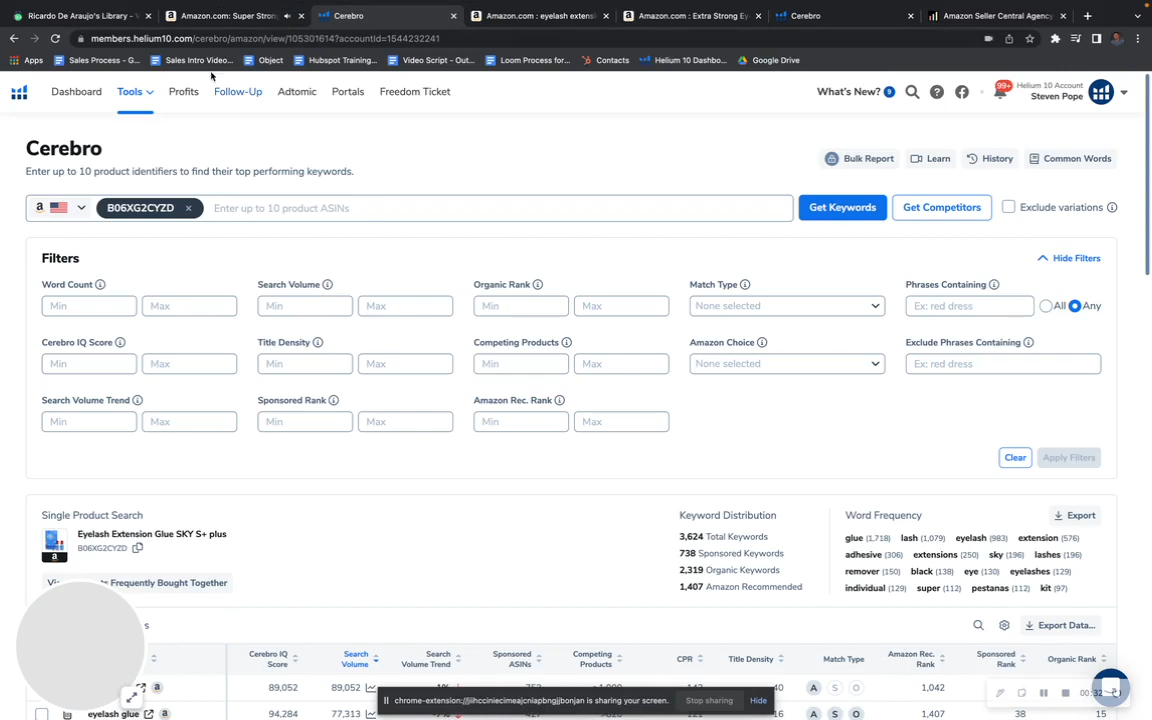 Ricardo De Araujo's Library - 
Amazon.com: Super Stron
Cerebro
Amazon.com : eyelash extens
Amazon.com : Extra Strong Ey
Cerebro
Amazon Seller Central Agency
members.helium10.com/cerebro/amazon/view/105301614?accountId=1544232241
Apps
Sales Process - G...
Sales Intro Video...
Object
Hubspot Training...
Video Script - Out...
Loom Process for...
Contacts
Helium 10 Dashbo...
Google Drive
Dashboard
Tools
Profits
Follow-Up
Adtomic
Portals
Freedom Ticket
What's New? 9
99+
Helium 10 Account
Steven Pope
Cerebro
Enter up to 10 product identifiers to find their top performing keywords.
Bulk Report
Learn
History
Common Words
B06XG2CYZD ×
Enter up to 10 product ASINs
Get Keywords
Get Competitors
Exclude variations
Filters
Hide Filters
Word Count
Search Volume
Organic Rank
Match Type
Phrases Containing
Min Max
Min Max
Min Max
None selected
Ex: red dress
All Any
Cerebro IQ Score
Title Density
Competing Products
Amazon Choice
Exclude Phrases Containing
Min Max
Min Max
Min Max
None selected
Ex: red dress
Search Volume Trend
Sponsored Rank
Amazon Rec. Rank
Min Max
Min Max
Min Max
Clear
Apply Filters
Single Product Search
Eyelash Extension Glue SKY S+ plus
B06XG2CYZD
Frequently Bought Together
Keyword Distribution
3,624 Total Keywords
738 Sponsored Keywords
2,319 Organic Keywords
1,407 Amazon Recommended
Word Frequency
Export
glue (1,718) lash (1,079) eyelash (983) extension (576)
adhesive (306) extensions (250) sky (196) lashes (196)
remover (150) black (138) eye (130) eyelashes (129)
individual (129) super (112) pestanas (112) kit (97)
Export Data...
Cerebro IQ Score
Search Volume
Search Volume Trend
Sponsored ASINs
Competing Products
CPR
Title Density
Match Type
Amazon Rec. Rank
Sponsored Rank
Organic Rank
89,052
89,052
40
A S O
1,042
eyelash glue
94,284
77,313
A S O
1,407
38
15
chrome-extension://jiihcciniecimeajcniapbngjjbonjan is sharing your screen.
Stop sharing
Hide